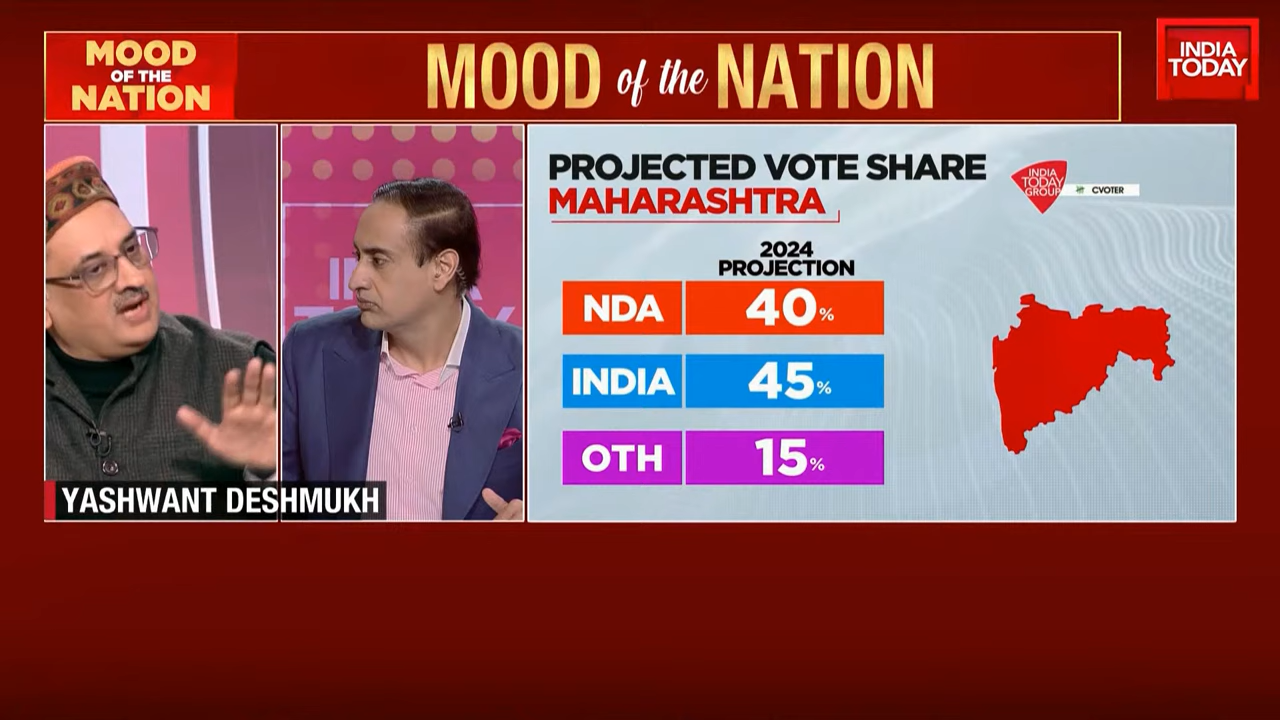 MOOD
OF THE
NATION
MOOD of the NATION
INDIA
TODAY
PROJECTED VOTE SHARE
MAHARASHTRA
INDIA
TODAY
GROUP
CVOTER
2024
PROJECTION
NDA 40%
INDIA 45%
OTH 15%
YASHWANT DESHMUKH